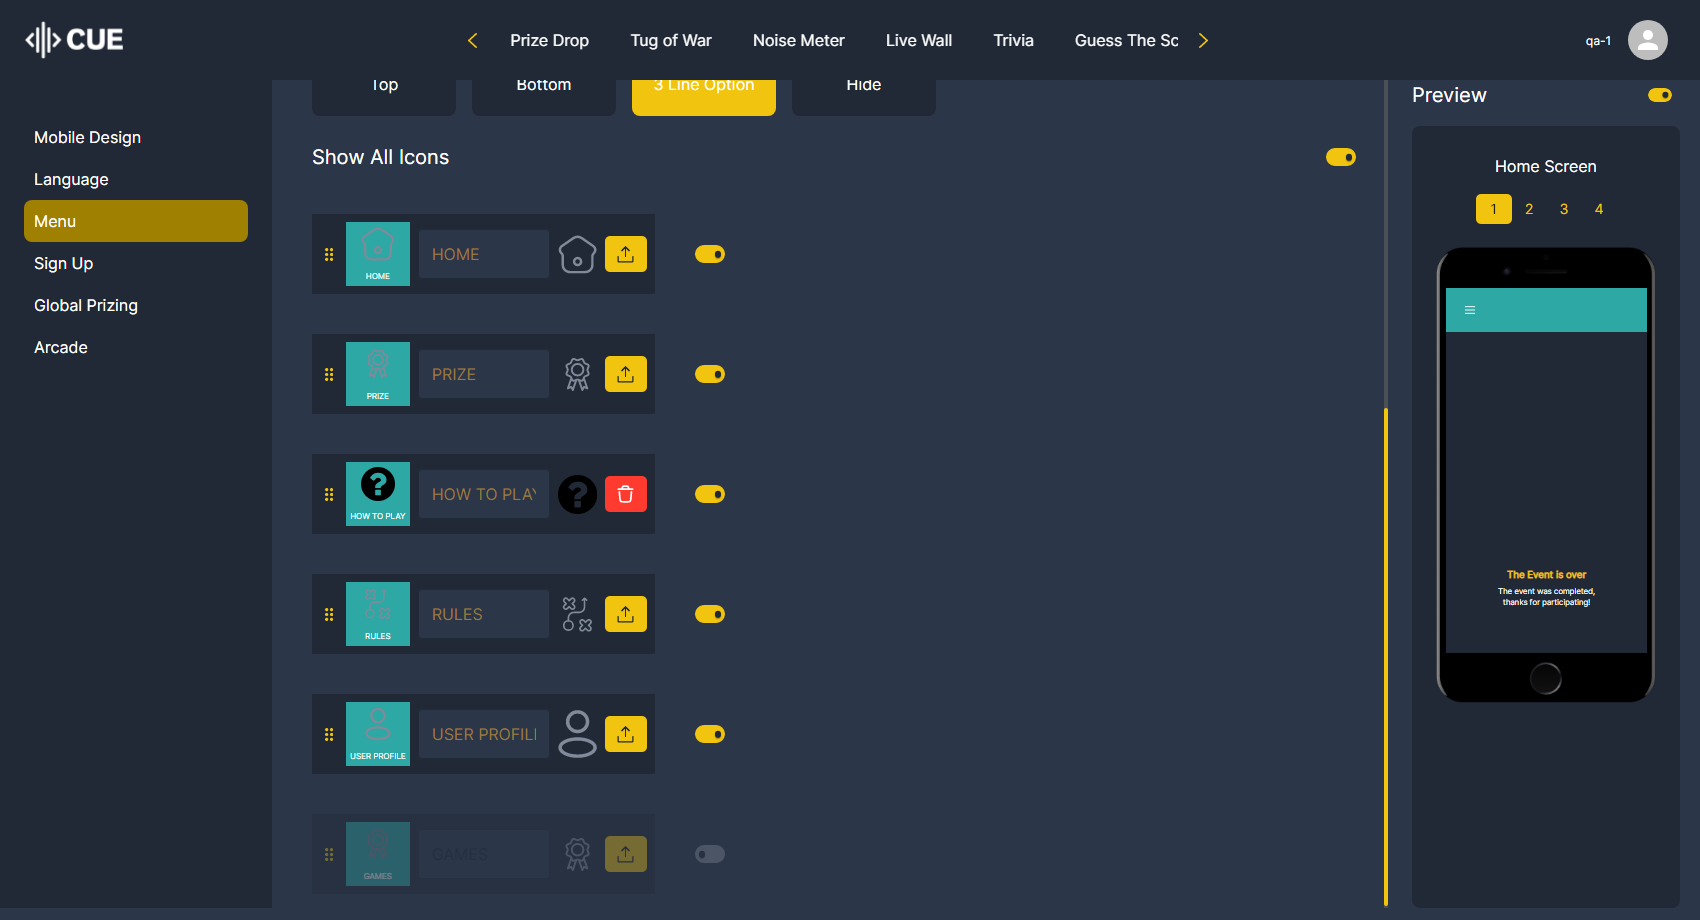 CUE
Prize Drop
Tug of War
Noise Meter
Live Wall
Trivia
Guess The Sc
qa-1
Mobile Design
Language
Menu
Sign Up
Global Prizing
Arcade
Top
Bottom
3 Line Option
Hide
Show All Icons
HOME
HOME
PRIZE
PRIZE
?
HOW TO PLAY
HOW TO PLAY
?
RULES
RULES
USER PROFILE
USER PROFIL
GAMES
GAMES
Preview
Home Screen
1 2 3 4
The Event is over
The event was completed,
thanks for participating!